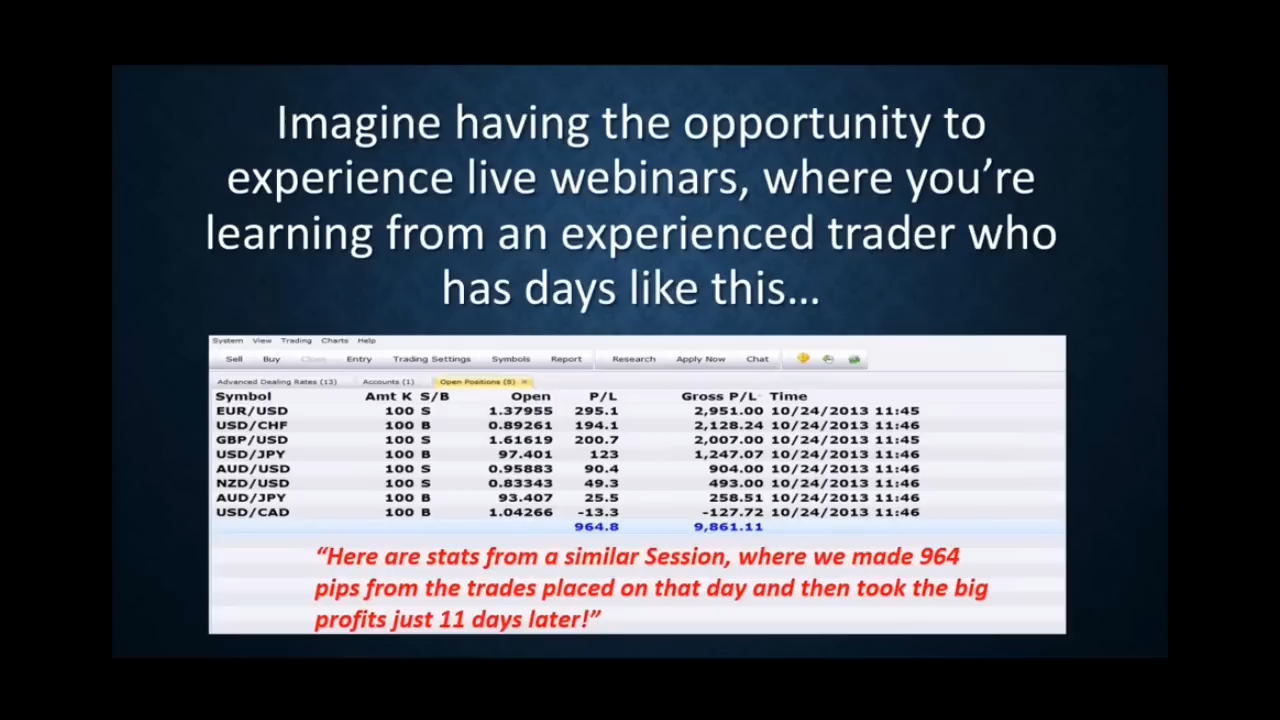 Imagine having the opportunity to
experience live webinars, where you're
learning from an experienced trader who
has days like this...
System View Trading Charts Help
Sell Buy Close Entry Trading Settings Symbols Report Research Apply Now Chat
Advanced Dealing Rates (13) Accounts (1) Open Positions (8) ×
Symbol Amt K S/B Open P/L Gross P/L Time
EUR/USD 100 S 1.37955 295.1 2,951.00 10/24/2013 11:45
USD/CHF 100 B 0.89261 194.1 2,128.24 10/24/2013 11:46
GBP/USD 100 S 1.61619 200.7 2,007.00 10/24/2013 11:45
USD/JPY 100 B 97.401 123 1,247.07 10/24/2013 11:46
AUD/USD 100 S 0.95883 90.4 904.00 10/24/2013 11:46
NZD/USD 100 S 0.83343 49.3 493.00 10/24/2013 11:46
AUD/JPY 100 B 93.407 25.5 258.51 10/24/2013 11:46
USD/CAD 100 B 1.04266 -13.3 -127.72 10/24/2013 11:46
964.8 9,861.11
“Here are stats from a similar Session, where we made 964
pips from the trades placed on that day and then took the big
profits just 11 days later!”